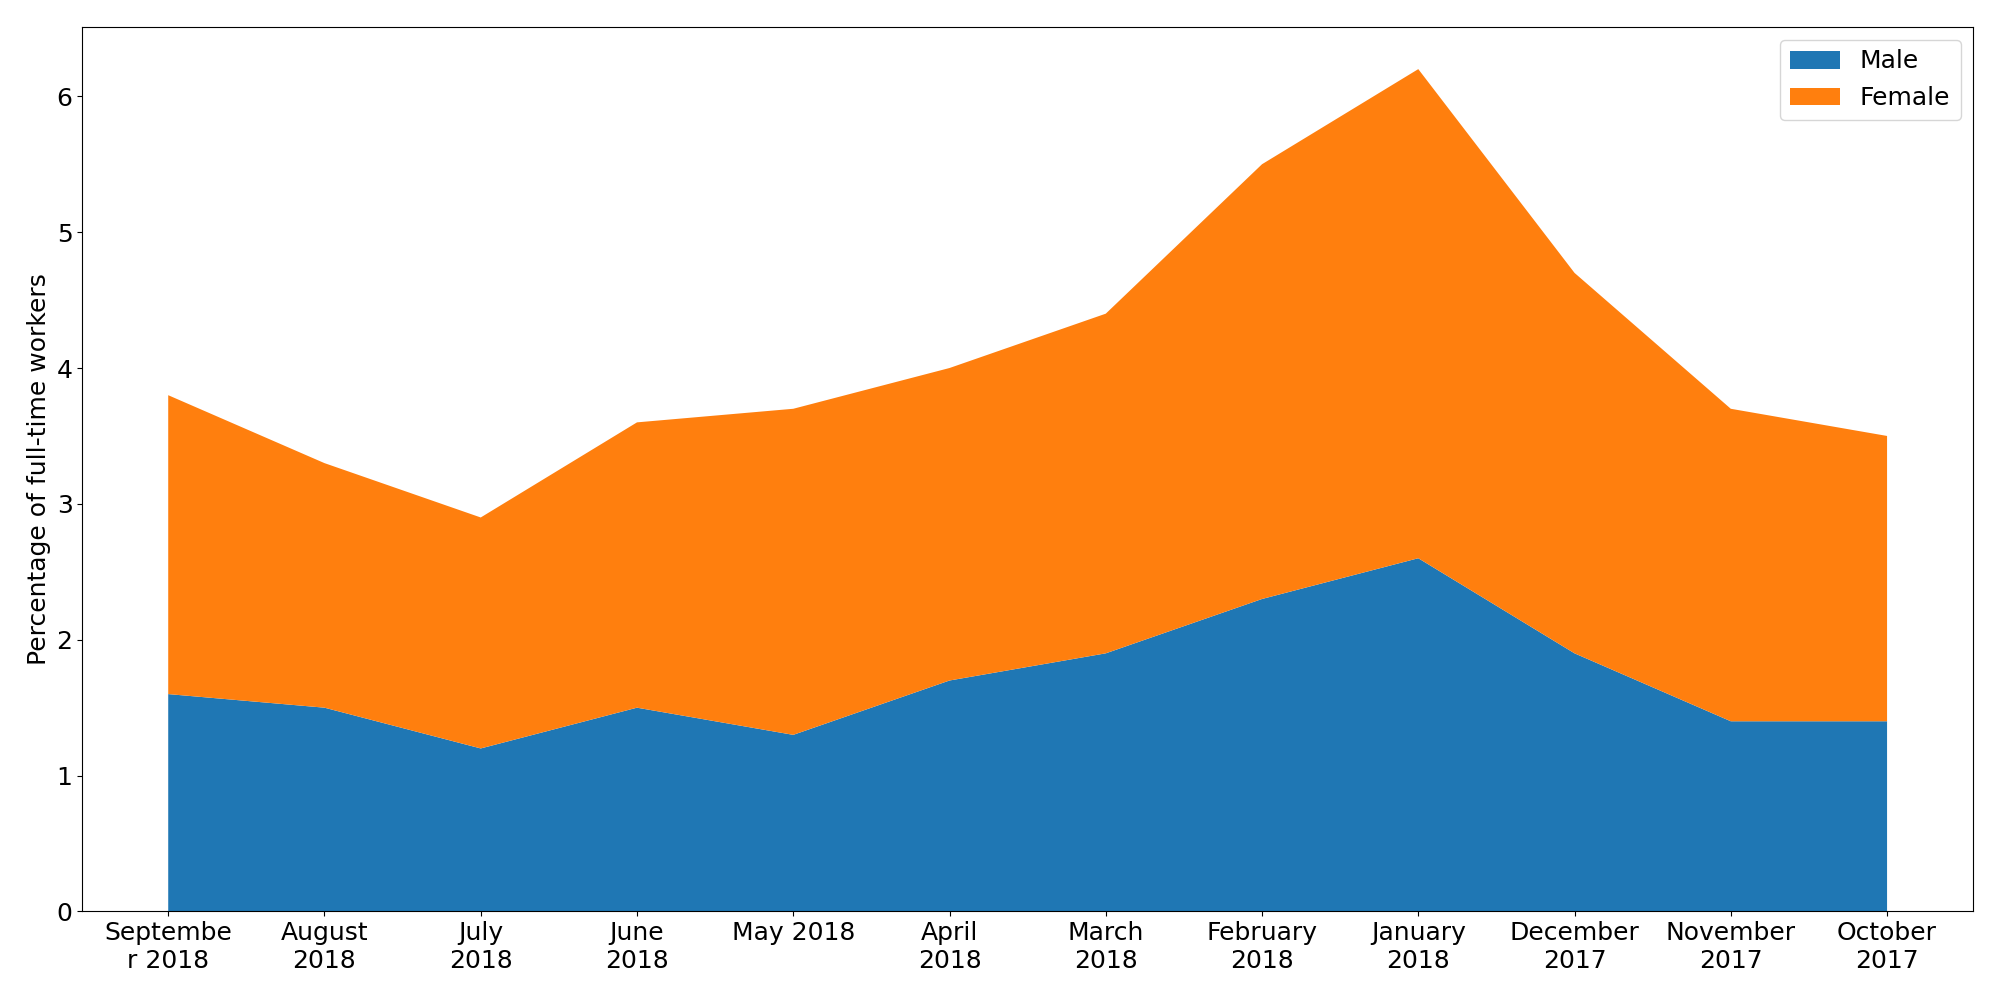 Male
Female
Percentage of full-time workers
6
5
4
3
2
1
0
Septembe
r 2018
August
2018
July
2018
June
2018
May 2018
April
2018
March
2018
February
2018
January
2018
December
2017
November
2017
October
2017